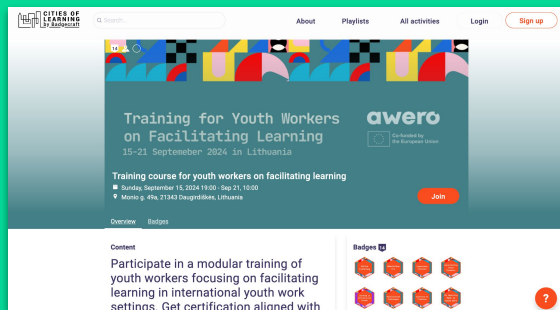 CITIES OF
LEARNING
by Badgecraft
Search...
About
Playlists
All activities
Login
Sign up
14
Training for Youth Workers
on Facilitating Learning
15-21 Septemeber 2024 in Lithuania
awero
Co-funded by
the European Union
Training course for youth workers on facilitating learning
Sunday, September 15, 2024 19:00 - Sep 21, 10:00
Monio g. 49a, 21343 Daugirdiškės, Lithuania
Join
Overview
Badges
Content
Participate in a modular training of
youth workers focusing on facilitating
learning in international youth work
settings. Get certification aligned with
Badges 14
?